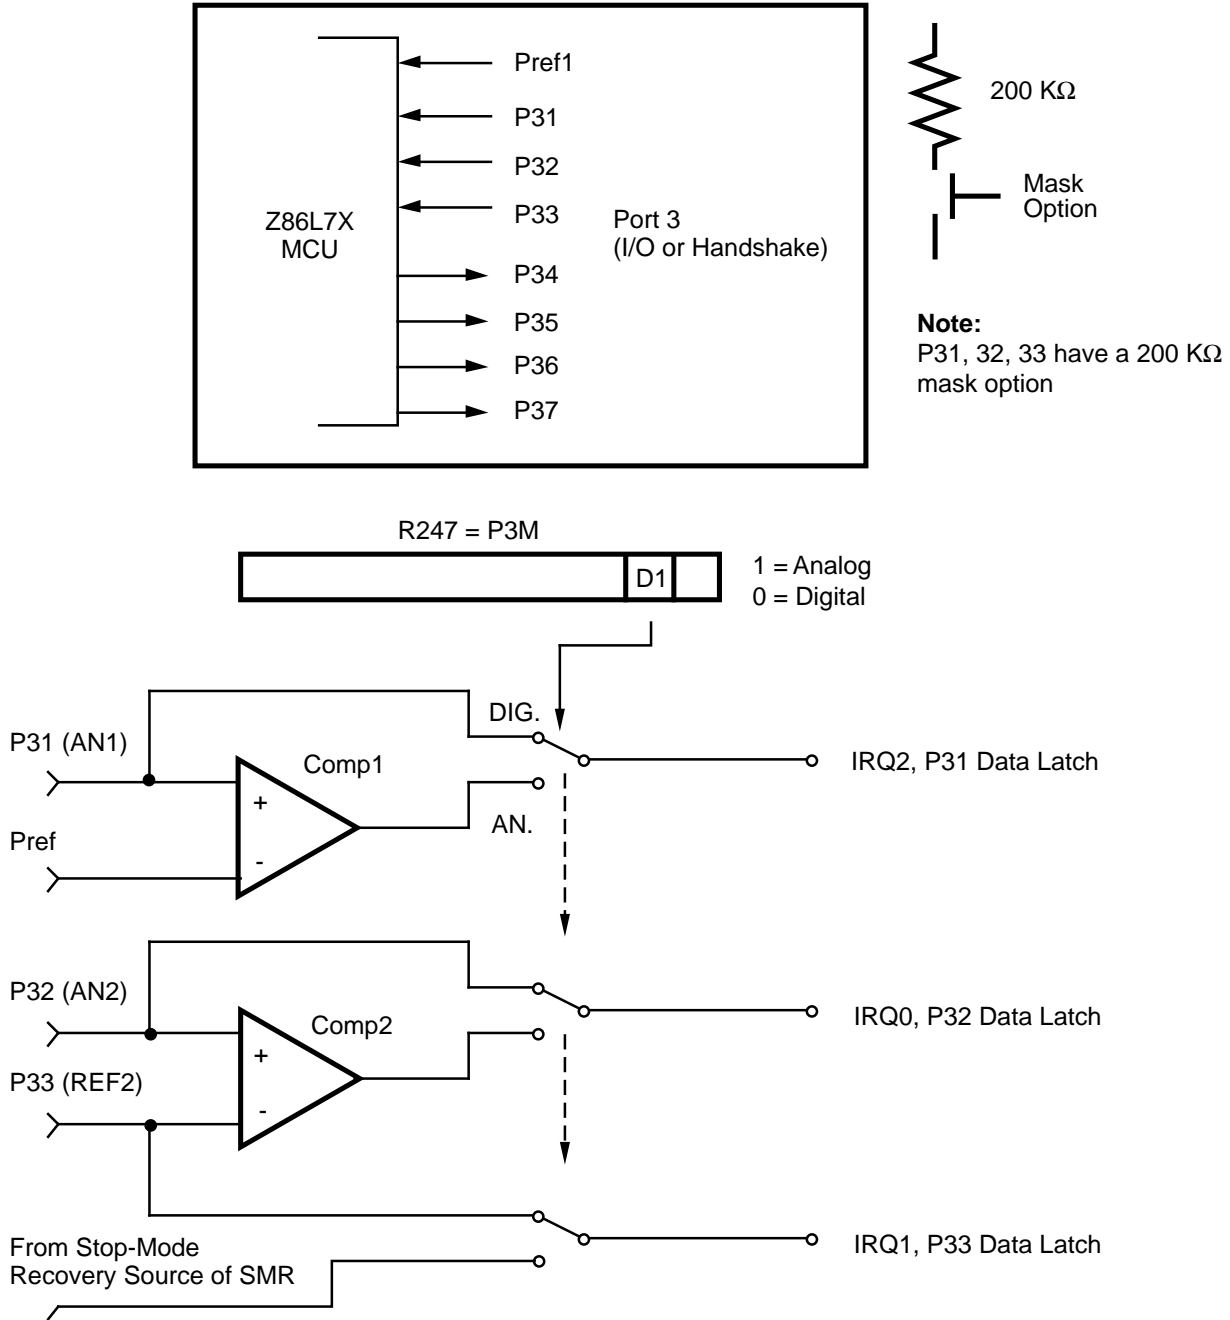 Pref1
P31
P32
P33
P34
P35
P36
P37
Z86L7X
MCU
Port 3
(I/O or Handshake)
200 KΩ
Mask
Option
Note:
P31, 32, 33 have a 200 KΩ
mask option
R247 = P3M
D1
1 = Analog
0 = Digital
DIG.
P31 (AN1)
Comp1
+
-
AN.
Pref
IRQ2, P31 Data Latch
P32 (AN2)
Comp2
+
-
P33 (REF2)
IRQ0, P32 Data Latch
From Stop-Mode
Recovery Source of SMR
IRQ1, P33 Data Latch